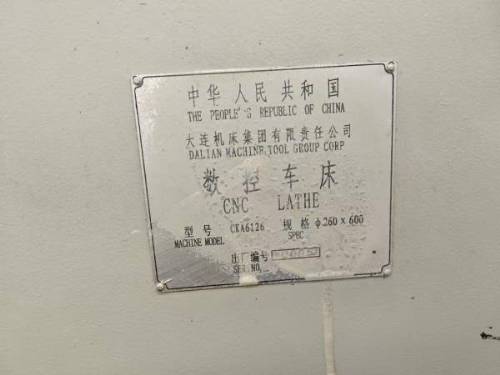 中华人民共和国
THE PEOPLE'S REPUBLIC OF CHINA
大连机床集团有限责任公司
DALIAN MACHINE TOOL GROUP CORP
数控车床
CNC LATHE
型号 CKA6126 规格 φ260×600
MACHINE MODEL SPEC
出厂编号
SER.NO.